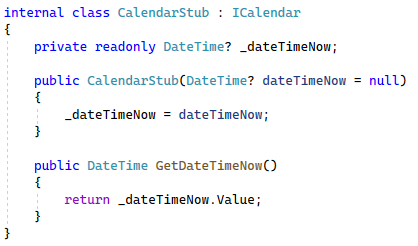 internal class CalendarStub : ICalendar
{
    private readonly DateTime? _dateTimeNow;

    public CalendarStub(DateTime? dateTimeNow = null)
    {
        _dateTimeNow = dateTimeNow;
    }

    public DateTime GetDateTimeNow()
    {
        return _dateTimeNow.Value;
    }
}